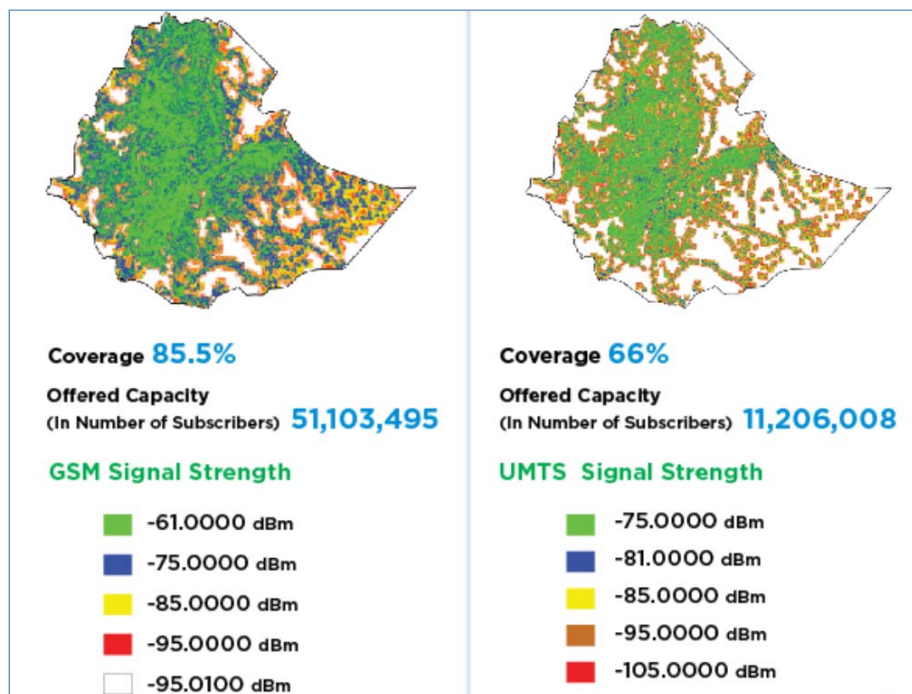 Coverage 85.5%
Offered Capacity
(In Number of Subscribers) 51,103,495
GSM Signal Strength
-61.0000 dBm
-75.0000 dBm
-85.0000 dBm
-95.0000 dBm
-95.0100 dBm
Coverage 66%
Offered Capacity
(In Number of Subscribers) 11,206,008
UMTS Signal Strength
-75.0000 dBm
-81.0000 dBm
-85.0000 dBm
-95.0000 dBm
-105.0000 dBm